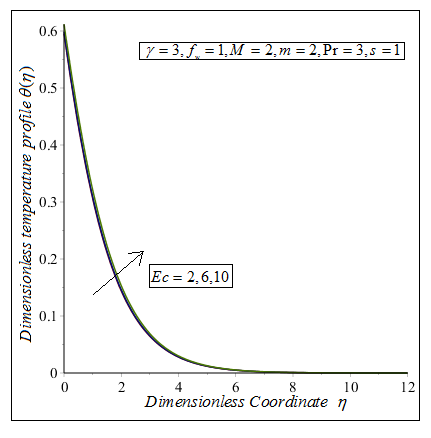 0.6
γ = 3, f_w = 1, M = 2, m = 2, Pr = 3, s = 1
0.5
0.4
0.3
0.2
0.1
0
Dimensionless temperature profile θ(η)
Ec = 2, 6, 10
0 2 4 6 8 10 12
Dimensionless Coordinate η